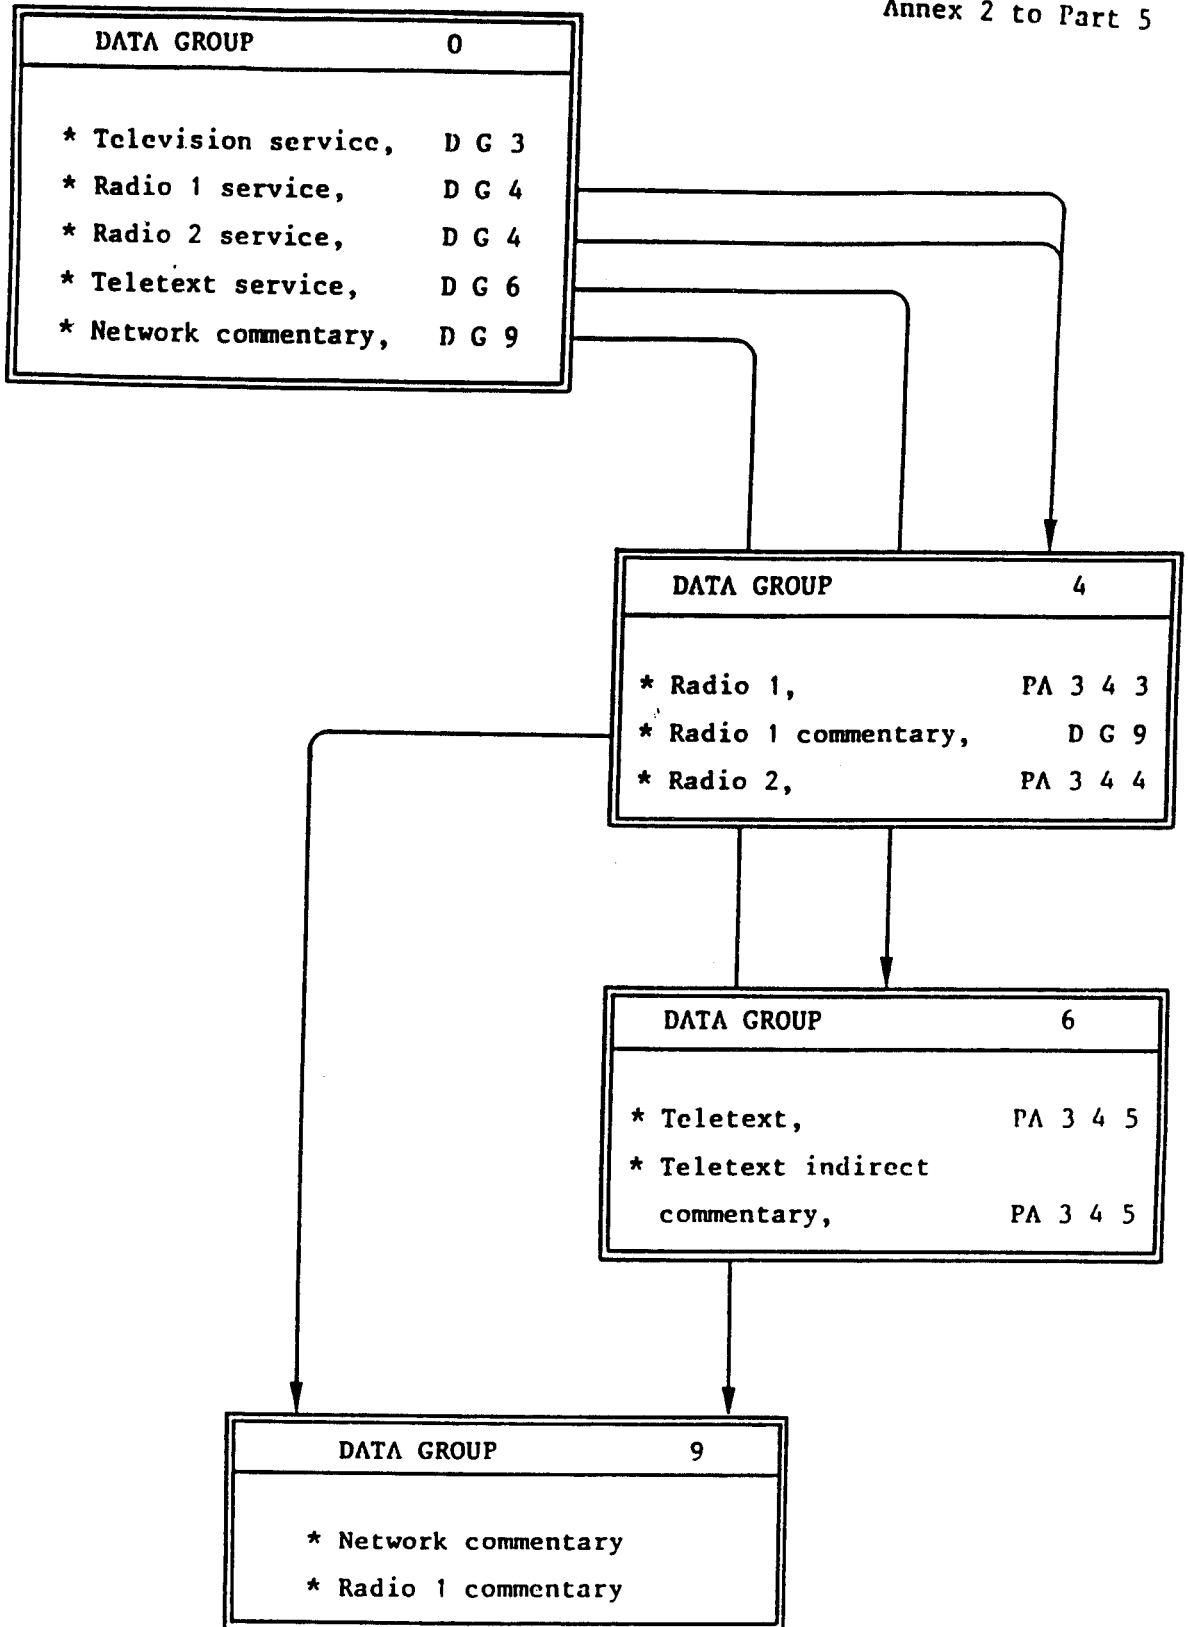 Annex 2 to Part 5
DATA GROUP 0
* Television service, D G 3
* Radio 1 service, D G 4
* Radio 2 service, D G 4
* Teletext service, D G 6
* Network commentary, D G 9
DATA GROUP 4
* Radio 1, PA 3 4 3
* Radio 1 commentary, D G 9
* Radio 2, PA 3 4 4
DATA GROUP 6
* Teletext, PA 3 4 5
* Teletext indirect
commentary, PA 3 4 5
DATA GROUP 9
* Network commentary
* Radio 1 commentary